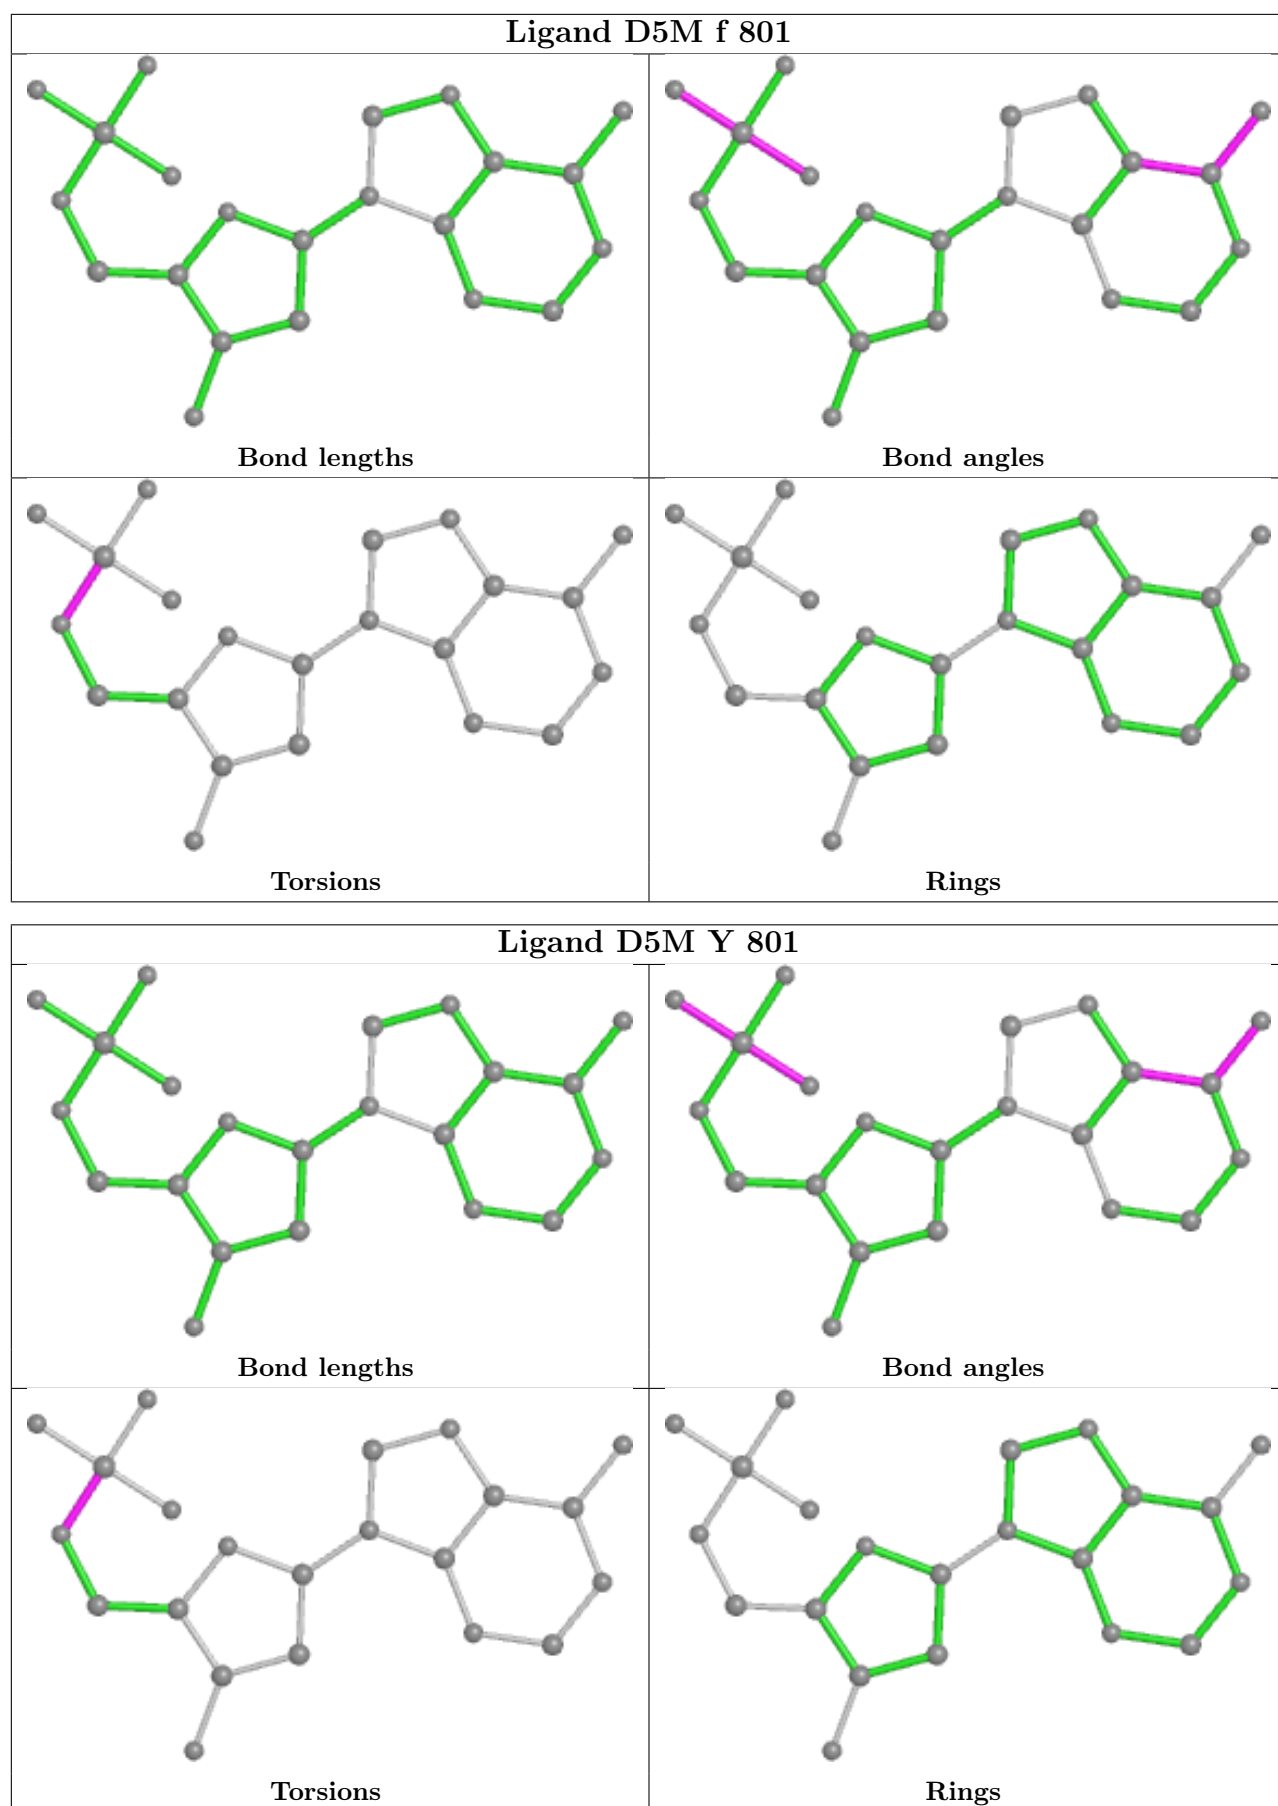 Ligand D5M f 801
Bond lengths
Bond angles
Torsions
Rings
Ligand D5M Y 801
Bond lengths
Bond angles
Torsions
Rings